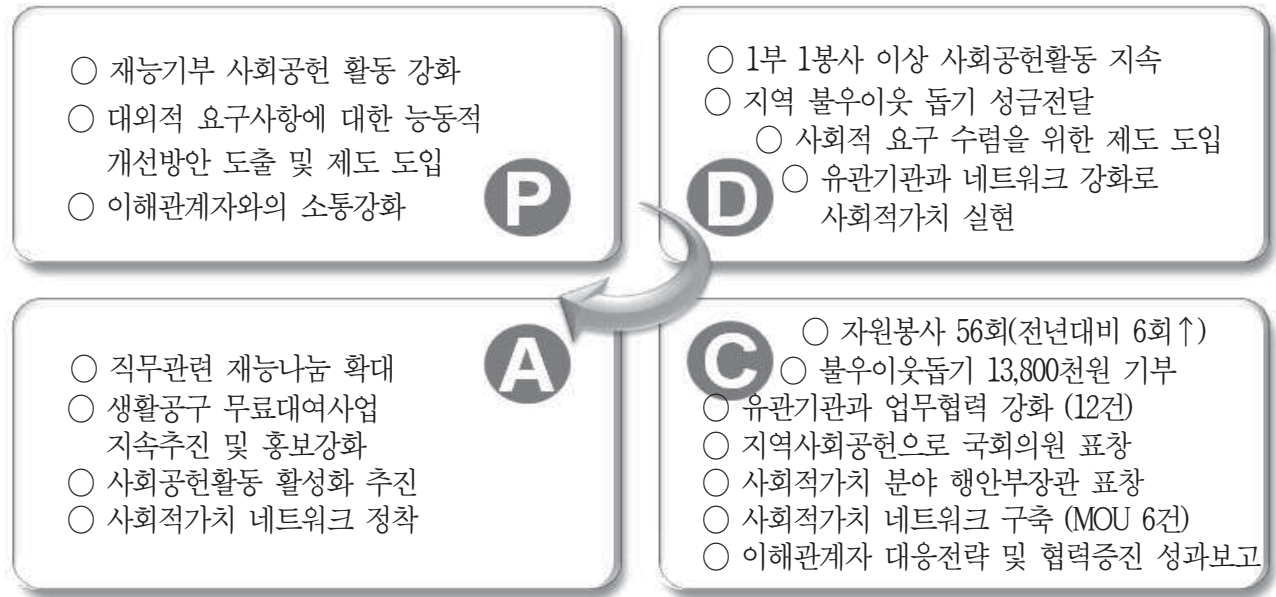 ○ 재능기부 사회공헌 활동 강화
○ 대외적 요구사항에 대한 능동적
개선방안 도출 및 제도 도입
○ 이해관계자와의 소통강화
P
○ 1부 1봉사 이상 사회공헌활동 지속
○ 지역 불우이웃 돕기 성금전달
○ 사회적 요구 수렴을 위한 제도 도입
○ 유관기관과 네트워크 강화로
사회적가치 실현
D
○ 직무관련 재능나눔 확대
○ 생활공구 무료대여사업
지속추진 및 홍보강화
○ 사회공헌활동 활성화 추진
○ 사회적가치 네트워크 정착
A
○ 자원봉사 56회(전년대비 6회↑)
○ 불우이웃돕기 13,800천원 기부
○ 유관기관과 업무협력 강화 (12건)
○ 지역사회공헌으로 국회의원 표창
○ 사회적가치 분야 행안부장관 표창
○ 사회적가치 네트워크 구축 (MOU 6건)
○ 이해관계자 대응전략 및 협력증진 성과보고
C